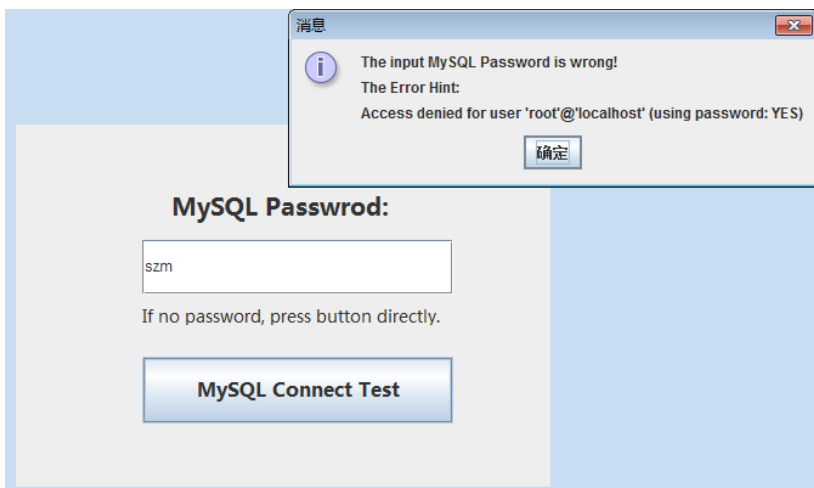 消息
The input MySQL Password is wrong!
The Error Hint:
Access denied for user 'root'@'localhost' (using password: YES)
确定
MySQL Passwrod:
szm
If no password, press button directly.
MySQL Connect Test